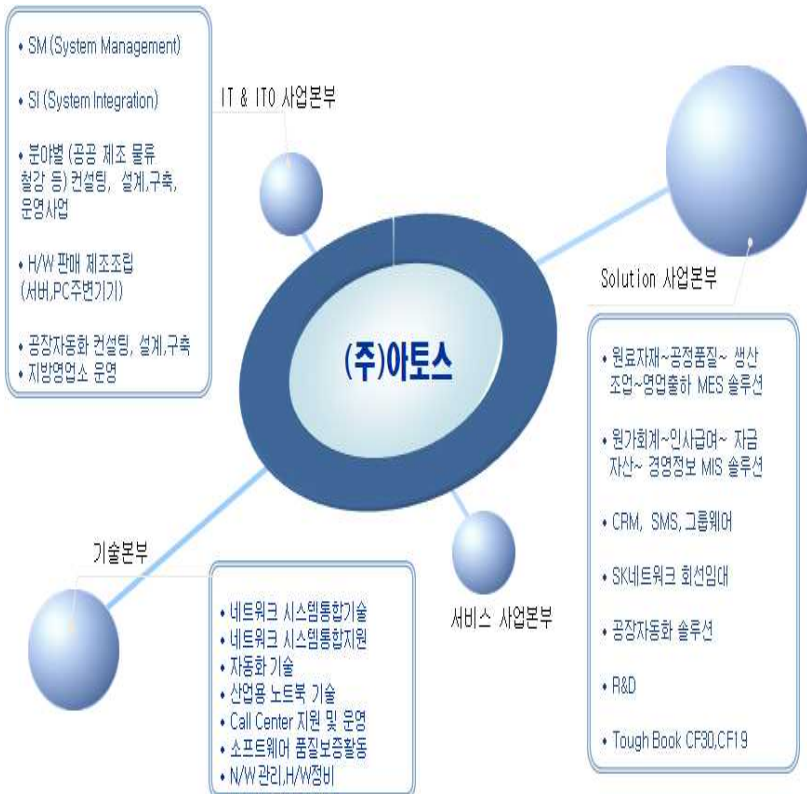 • SM (System Management)
• SI (System Integration)
• 분야별 (공공 제조 물류
철강 등) 컨설팅, 설계,구축,
운영사업
• H/W 판매 제조조립
(서버,PC주변기기)
• 공장자동화 컨설팅, 설계,구축
• 지방영업소 운영
IT & ITO 사업본부
(주)아토스
Solution 사업본부
• 원료자재~공정품질~ 생산
조업~영업출하 MES 솔루션
• 원가회계~인사급여~ 자금
자산~ 경영정보 MIS 솔루션
• CRM, SMS,그룹웨어
• SK네트워크 회선임대
• 공장자동화 솔루션
• R&D
• Tough Book CF30,CF19
기술본부
• 네트워크 시스템통합기술
• 네트워크 시스템통합지원
• 자동화 기술
• 산업용 노트북 기술
• Call Center 지원 및 운영
• 소프트웨어 품질보증활동
• N/W 관리,H/W정비
서비스 사업본부